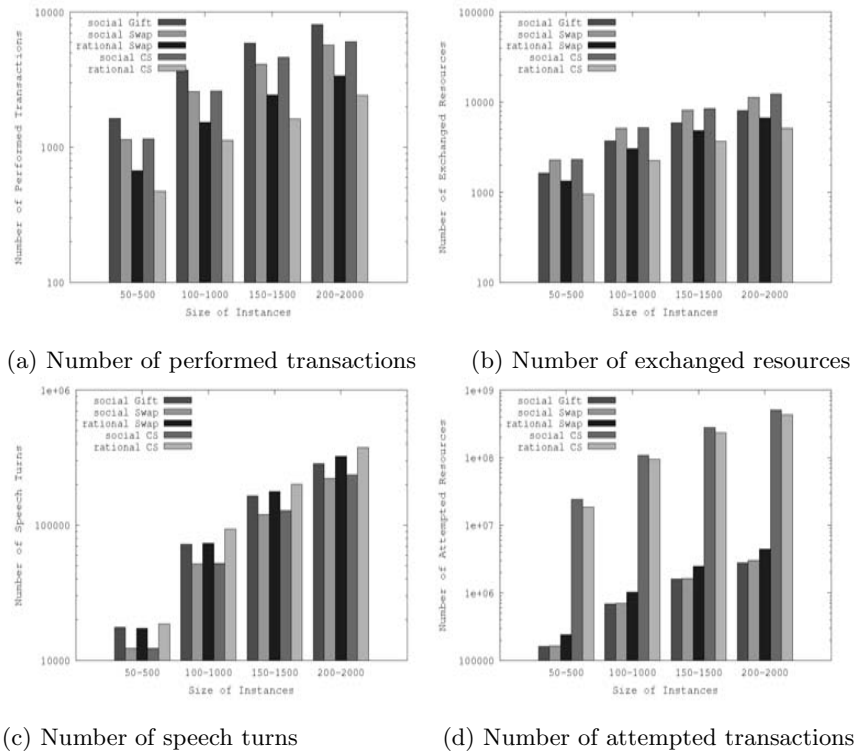 10000
1000
100
Number of Performed Transactions
social Gift
social Swap
rational Swap
social CS
rational CS
50-500 100-1000 150-1500 200-2000
Size of Instances
(a) Number of performed transactions
100000
10000
1000
100
Number of Exchanged Resources
social Gift
social Swap
rational Swap
social CS
rational CS
50-500 100-1000 150-1500 200-2000
Size of Instances
(b) Number of exchanged resources
1e+06
100000
10000
Number of Speech Turns
social Gift
social Swap
rational Swap
social CS
rational CS
50-500 100-1000 150-1500 200-2000
Size of Instances
(c) Number of speech turns
1e+09
1e+08
1e+07
1e+06
100000
Number of Attempted Resources
social Gift
social Swap
rational Swap
social CS
rational CS
50-500 100-1000 150-1500 200-2000
Size of Instances
(d) Number of attempted transactions